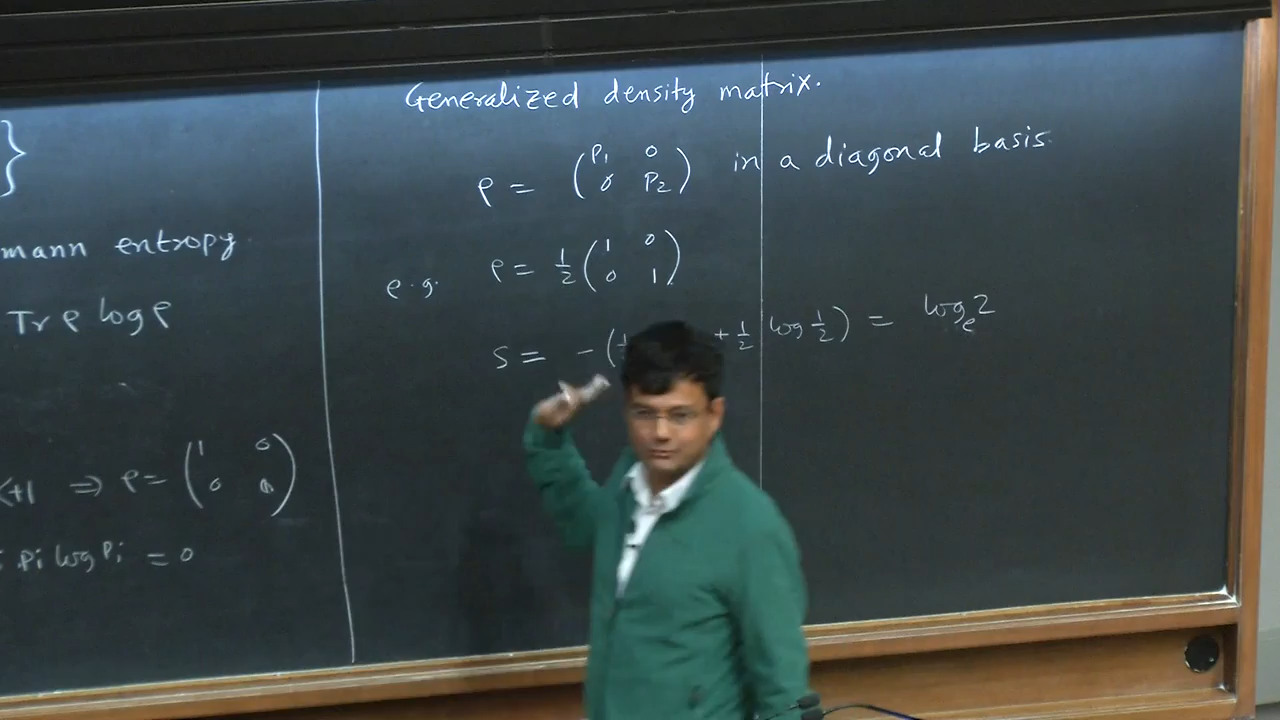 }
mann entropy
Tr ρ log ρ
+| ⇒ ρ = (1 0
0 0)
Pi log Pi = 0
Generalized density matrix.
ρ = (P1 0
0 P2) in a diagonal basis.
e.g. ρ = 1/2 (1 0
0 1)
S = - ( + 1/2 log 1/2) = log_e 2